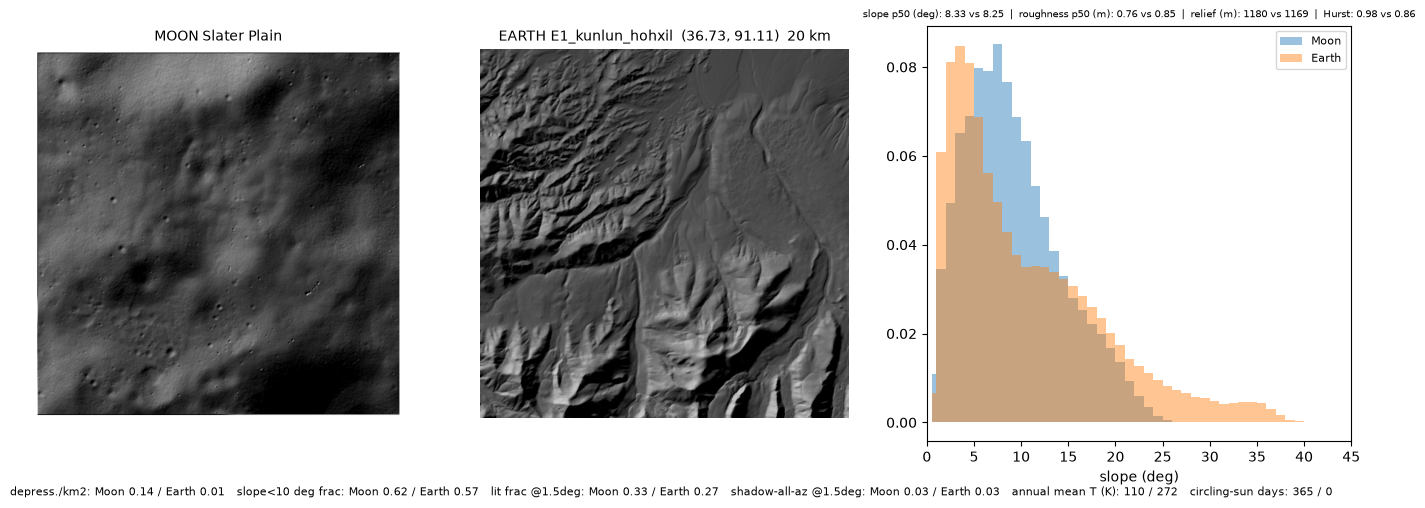 slope p50 (deg): 8.33 vs 8.25 | roughness p50 (m): 0.76 vs 0.85 | relief (m): 1180 vs 1169 | Hurst: 0.98 vs 0.86
MOON Slater Plain
EARTH E1_kunlun_hohxil (36.73, 91.11) 20 km
Moon
Earth
0.08
0.06
0.04
0.02
0.00
0 5 10 15 20 25 30 35 40 45
slope (deg)
depress./km2: Moon 0.14 / Earth 0.01 slope<10 deg frac: Moon 0.62 / Earth 0.57 lit frac @1.5deg: Moon 0.33 / Earth 0.27 shadow-all-az @1.5deg: Moon 0.03 / Earth 0.03 annual mean T (K): 110 / 272 circling-sun days: 365 / 0